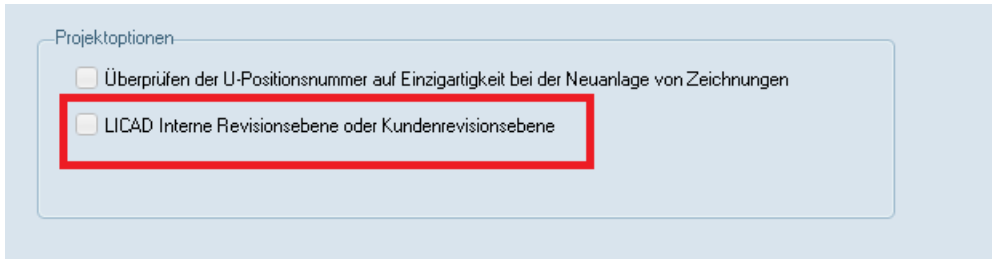 Projektoptionen
Überprüfen der U-Positionsnummer auf Einzigartigkeit bei der Neuanlage von Zeichnungen
LICAD Interne Revisionsebene oder Kundenrevisionsebene